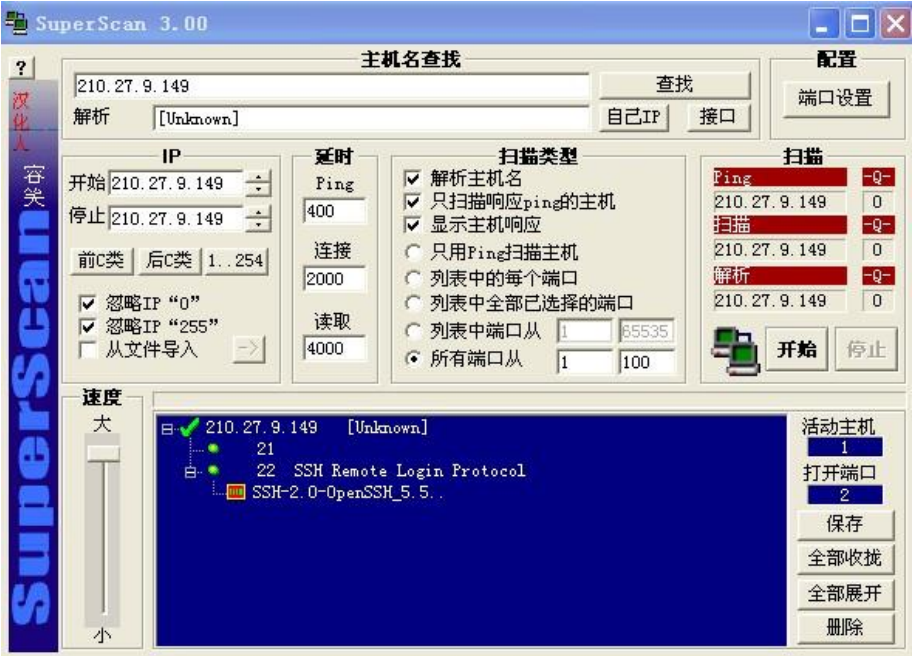 SuperScan 3.00
?
汉化人 容笑
SuperScan
主机名查找
210.27.9.149
查找
解析 [Unknown]
自己IP 接口
配置
端口设置
IP
开始 210.27.9.149
停止 210.27.9.149
前C类 后C类 1..254
忽略IP “0”
忽略IP “255”
从文件导入 ->
延时
Ping
400
连接
2000
读取
4000
扫描类型
解析主机名
只扫描响应ping的主机
显示主机响应
只用Ping扫描主机
列表中的每个端口
列表中全部已选择的端口
列表中端口从 1 65535
所有端口从 1 100
扫描
Ping -Q-
210.27.9.149 0
扫描 -Q-
210.27.9.149 0
解析 -Q-
210.27.9.149 0
开始 停止
速度
大
小
210.27.9.149 [Unknown]
21
22 SSH Remote Login Protocol
SSH-2.0-OpenSSH_5.5..
活动主机
1
打开端口
2
保存
全部收拢
全部展开
删除